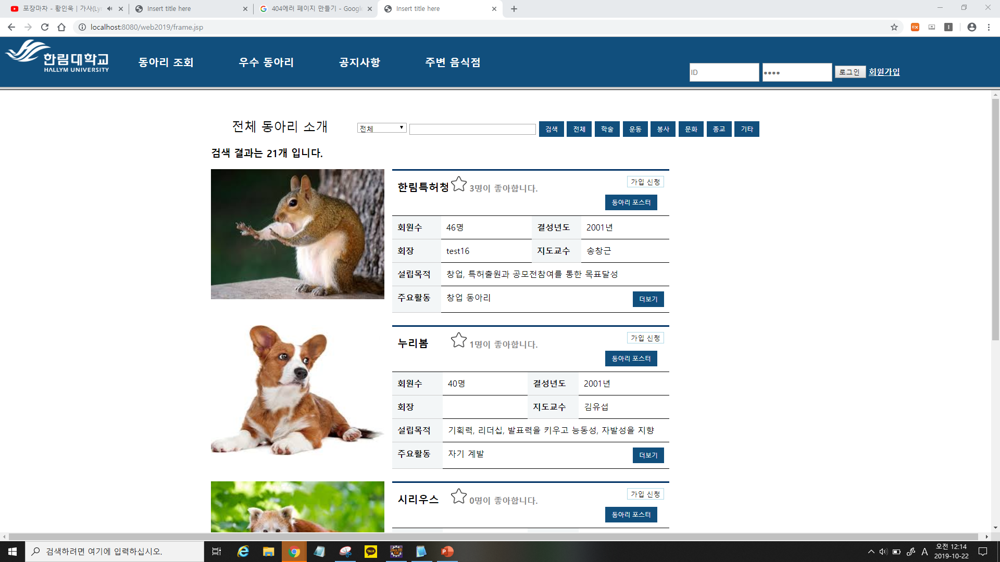 포장마차 - 황인욱 | 가사(Ly
Insert title here
404에러 페이지 만들기 - Google
Insert title here
localhost:8080/web2019/frame.jsp
한림대학교
HALLYM UNIVERSITY
동아리 조회
우수 동아리
공지사항
주변 음식점
ID
로그인
회원가입
전체 동아리 소개
전체
검색
전체
학술
운동
봉사
문화
종교
기타
검색 결과는 21개 입니다.
한림특허청
3명이 좋아합니다.
가입 신청
동아리 포스터
회원수 46명 결성년도 2001년
회장 test16 지도교수 송창근
설립목적 창업, 특허출원과 공모전참여를 통한 목표달성
주요활동 창업 동아리 더보기
누리봄
1명이 좋아합니다.
가입 신청
동아리 포스터
회원수 40명 결성년도 2001년
회장 지도교수 김유섭
설립목적 기획력, 리더십, 발표력을 키우고 능동성, 자발성을 지향
주요활동 자기 계발 더보기
시리우스
0명이 좋아합니다.
가입 신청
동아리 포스터
검색하려면 여기에 입력하십시오.
TALK
A
오전 12:14
2019-10-22